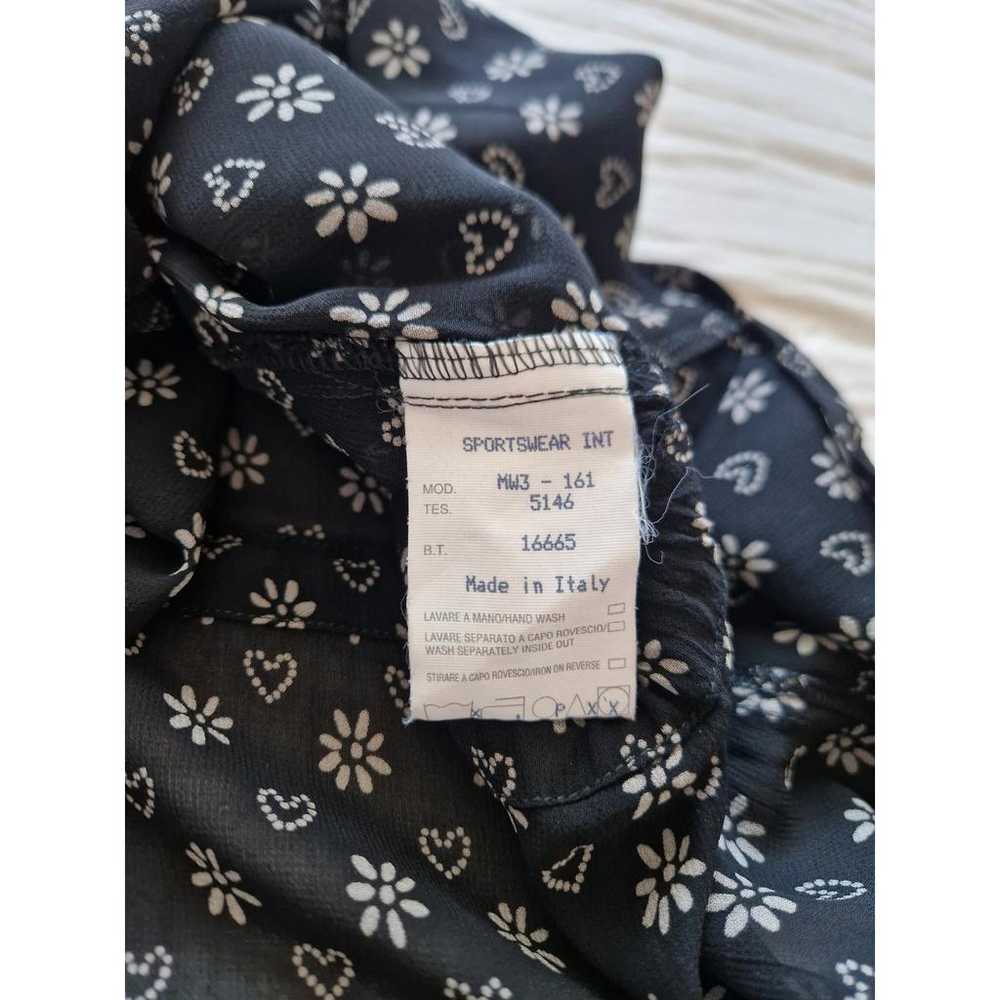 SPORTSWEAR INT
MOD. MW3 - 161
TES. 5146
B.T. 16665
Made in Italy
LAVARE A MANO/HAND WASH
LAVARE SEPARATO A CAPO ROVESCIO/
WASH SEPARATELY INSIDE OUT
STIRARE A CAPO ROVESCIO/IRON ON REVERSE
P